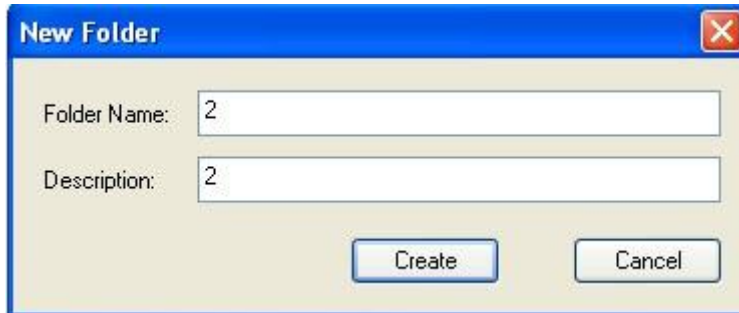 New Folder
Folder Name: 2
Description: 2
Create Cancel